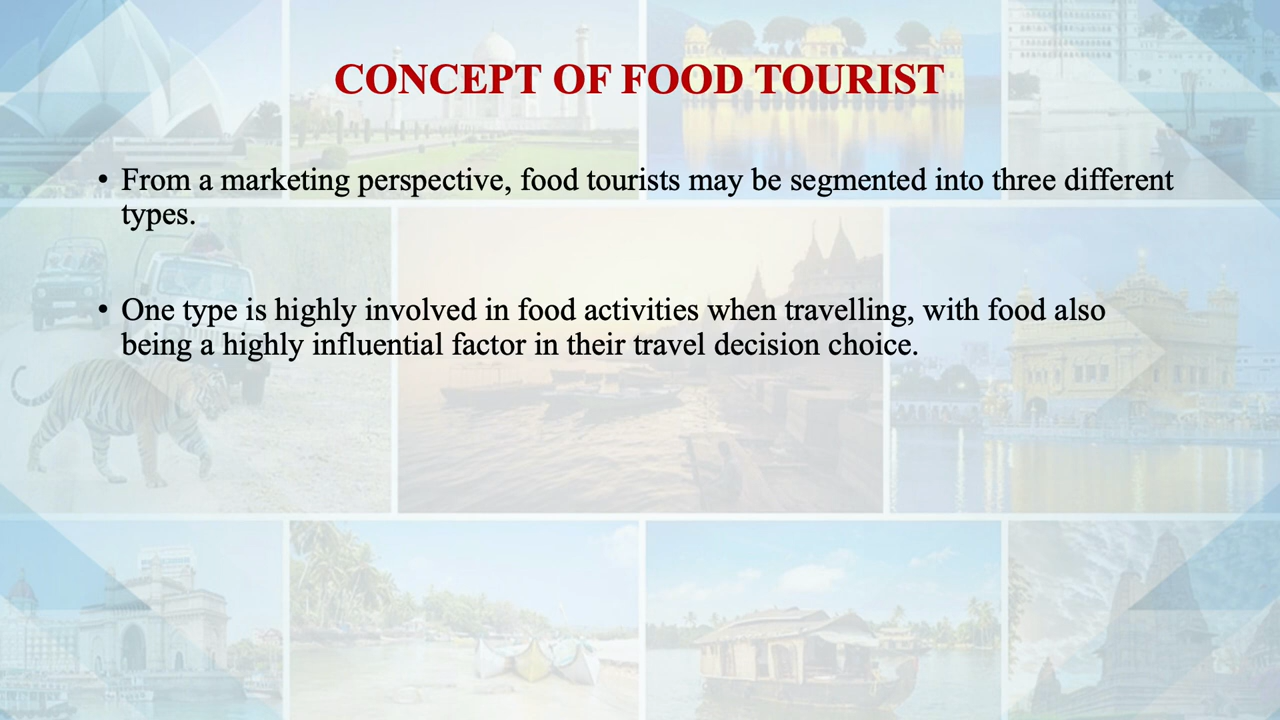 CONCEPT OF FOOD TOURIST
• From a marketing perspective, food tourists may be segmented into three different
types.
• One type is highly involved in food activities when travelling, with food also
being a highly influential factor in their travel decision choice.